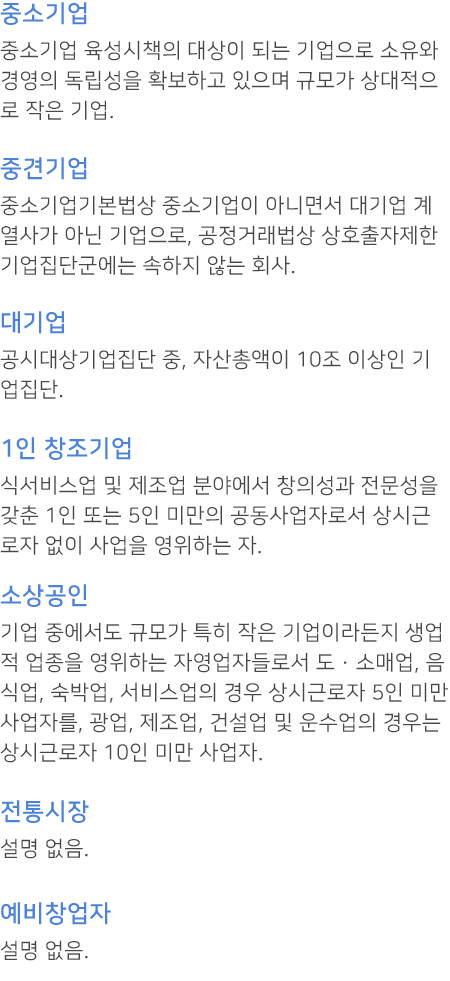 중소기업
중소기업 육성시책의 대상이 되는 기업으로 소유와
경영의 독립성을 확보하고 있으며 규모가 상대적으
로 작은 기업.
중견기업
중소기업기본법상 중소기업이 아니면서 대기업 계
열사가 아닌 기업으로, 공정거래법상 상호출자제한
기업집단군에는 속하지 않는 회사.
대기업
공시대상기업집단 중, 자산총액이 10조 이상인 기
업집단.
1인 창조기업
식서비스업 및 제조업 분야에서 창의성과 전문성을
갖춘 1인 또는 5인 미만의 공동사업자로서 상시근
로자 없이 사업을 영위하는 자.
소상공인
기업 중에서도 규모가 특히 작은 기업이라든지 생업
적 업종을 영위하는 자영업자들로서 도 · 소매업, 음
식업, 숙박업, 서비스업의 경우 상시근로자 5인 미만
사업자를, 광업, 제조업, 건설업 및 운수업의 경우는
상시근로자 10인 미만 사업자.
전통시장
설명 없음.
예비창업자
설명 없음.